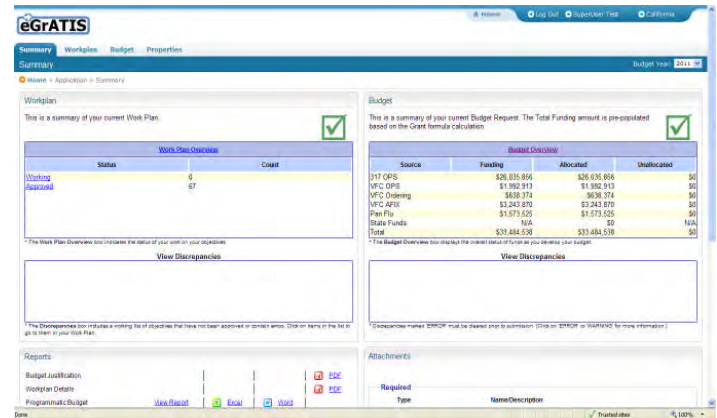 Home
Log Out
SuperUser Test
California
eGrATIS
Summary Workplan Budget Properties
Summary
Budget Year: 2011
Home > Application > Summary
Workplan
This is a summary of your current Work Plan.
Work Plan Overview
Status Count
Working 0
Approved 67
* The Work Plan Overview box indicates the status of your work on your objectives.
View Discrepancies
* The Discrepancies box includes a working list of objectives that have not been approved or contain errors. Click on items in the list to
go to them in your Work Plan.
Budget
This is a summary of your current Budget Request. The Total Funding amount is pre-populated
based on the Grant formula calculation.
Budget Overview
Source Funding Allocated Unallocated
317 OPS $26,035,856 $26,035,856 $0
VFC OPS $1,992,913 $1,992,913 $0
VFC Ordering $638,374 $638,374 $0
VFC AFIX $3,243,870 $3,243,870 $0
Pan Flu $1,573,525 $1,573,525 $0
State Funds N/A $0 N/A
Total $33,484,538 $33,484,538 $0
* The Budget Overview box displays the overall status of funds as you develop your budget.
View Discrepancies
* Discrepancies marked 'ERROR' must be cleared prior to submission. (Click on 'ERROR' or 'WARNING' for more information.)
Reports
Budget Justification PDF
Workplan Details PDF
Programmatic Budget View Report Excel Word
Attachments
Required
Type Name/Description
Done
Trusted sites
100%